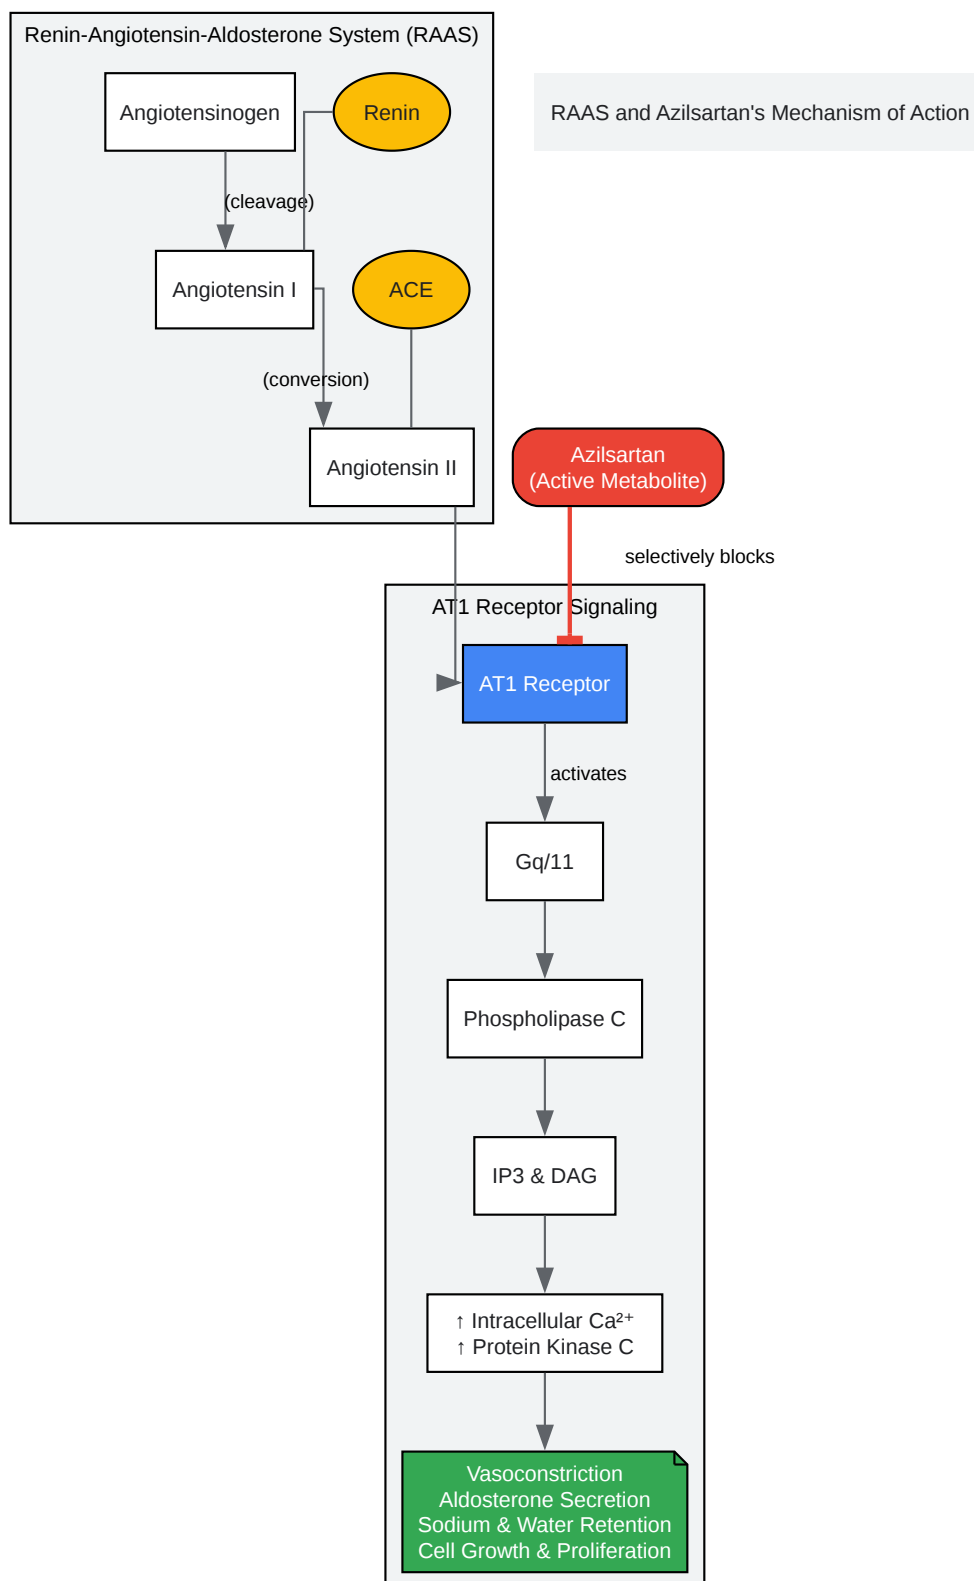 Renin-Angiotensin-Aldosterone System (RAAS)
Angiotensinogen
Renin
RAAS and Azilsartan's Mechanism of Action
(cleavage)
Angiotensin I
ACE
(conversion)
Angiotensin II
Azilsartan
(Active Metabolite)
selectively blocks
AT1 Receptor Signaling
AT1 Receptor
activates
Gq/11
Phospholipase C
IP3 & DAG
↑ Intracellular Ca²⁺
↑ Protein Kinase C
Vasoconstriction
Aldosterone Secretion
Sodium & Water Retention
Cell Growth & Proliferation